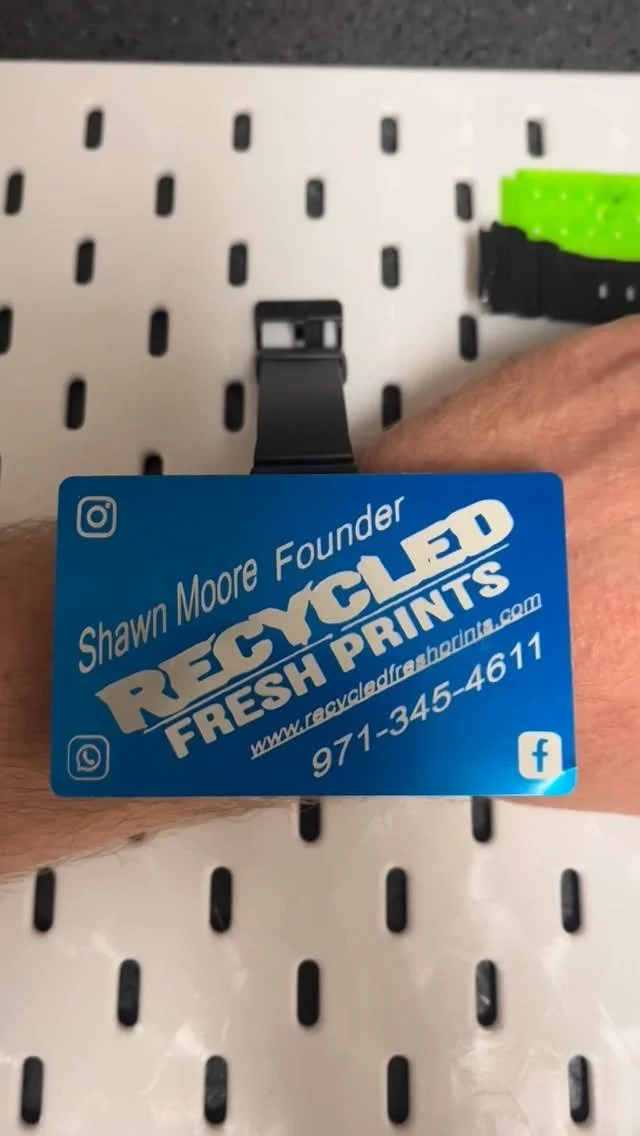 Shawn Moore Founder
RECYCLED
FRESH PRINTS
www.recycledfreshprints.com
971-345-4611